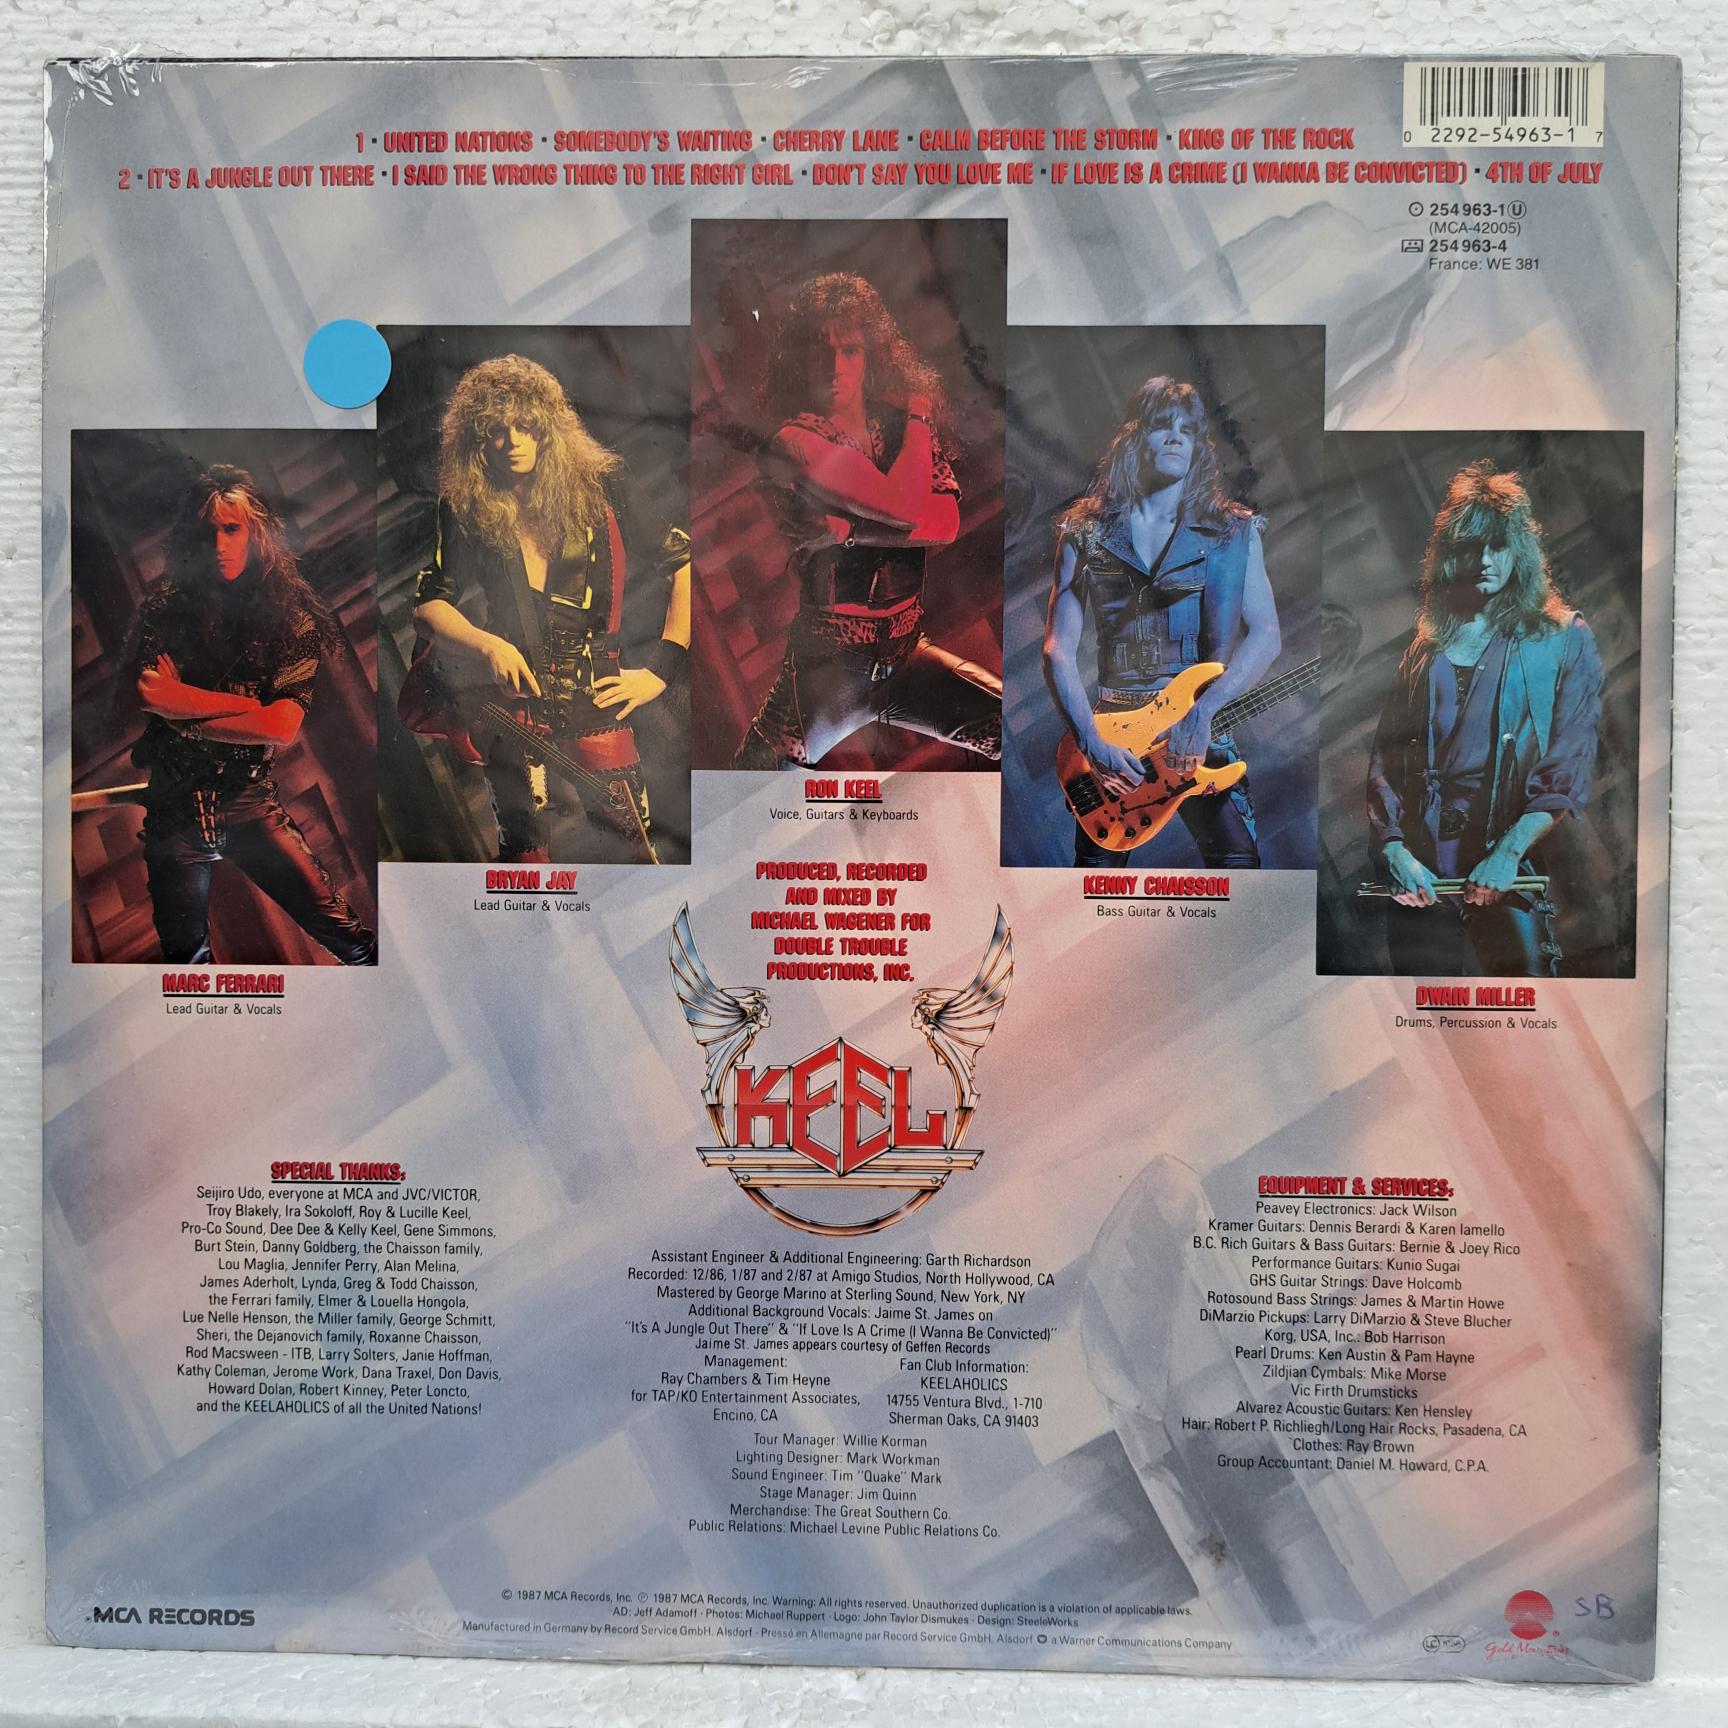 1 · UNITED NATIONS · SOMEBODY'S WAITING · CHERRY LANE · CALM BEFORE THE STORM · KING OF THE ROCK
2 · IT'S A JUNGLE OUT THERE · I SAID THE WRONG THING TO THE RIGHT GIRL · DON'T SAY YOU LOVE ME · IF LOVE IS A CRIME (I WANNA BE CONVICTED) · 4TH OF JULY
0 2292-54963-1 7
254 963-1 U
(MCA-42005)
254 963-4
France: WE 381
RON KEEL
Voice, Guitars & Keyboards
BRYAN JAY
Lead Guitar & Vocals
KENNY CHAISSON
Bass Guitar & Vocals
MARC FERRARI
Lead Guitar & Vocals
DWAIN MILLER
Drums, Percussion & Vocals
PRODUCED, RECORDED
AND MIXED BY
MICHAEL WAGENER FOR
DOUBLE TROUBLE
PRODUCTIONS, INC.
KEEL
SPECIAL THANKS:
Seijiro Udo, everyone at MCA and JVC/VICTOR,
Troy Blakely, Ira Sokoloff, Roy & Lucille Keel,
Pro-Co Sound, Dee Dee & Kelly Keel, Gene Simmons,
Burt Stein, Danny Goldberg, the Chaisson family,
Lou Maglia, Jennifer Perry, Alan Melina,
James Aderholt, Lynda, Greg & Todd Chaisson,
the Ferrari family, Elmer & Louella Hongola,
Lue Nelle Henson, the Miller family, George Schmitt,
Sheri, the Dejanovich family, Roxanne Chaisson,
Rod Macsween - ITB, Larry Solters, Janie Hoffman,
Kathy Coleman, Jerome Work, Dana Traxel, Don Davis,
Howard Dolan, Robert Kinney, Peter Loncto,
and the KEELAHOLICS of all the United Nations!
Assistant Engineer & Additional Engineering: Garth Richardson
Recorded: 12/86, 1/87 and 2/87 at Amigo Studios, North Hollywood, CA
Mastered by George Marino at Sterling Sound, New York, NY
Additional Background Vocals: Jaime St. James on
"It's A Jungle Out There" & "If Love Is A Crime (I Wanna Be Convicted)"
Jaime St. James appears courtesy of Geffen Records
Management:
Ray Chambers & Tim Heyne
for TAP/KO Entertainment Associates,
Encino, CA
Fan Club Information:
KEELAHOLICS
14755 Ventura Blvd., 1-710
Sherman Oaks, CA 91403
Tour Manager: Willie Korman
Lighting Designer: Mark Workman
Sound Engineer: Tim "Quake" Mark
Stage Manager: Jim Quinn
Merchandise: The Great Southern Co.
Public Relations: Michael Levine Public Relations Co.
EQUIPMENT & SERVICES:
Peavey Electronics: Jack Wilson
Kramer Guitars: Dennis Berardi & Karen Iamello
B.C. Rich Guitars & Bass Guitars: Bernie & Joey Rico
Performance Guitars: Kunio Sugai
GHS Guitar Strings: Dave Holcomb
Rotosound Bass Strings: James & Martin Howe
DiMarzio Pickups: Larry DiMarzio & Steve Blucher
Korg, USA, Inc.: Bob Harrison
Pearl Drums: Ken Austin & Pam Hayne
Zildjian Cymbals: Mike Morse
Vic Firth Drumsticks
Alvarez Acoustic Guitars: Ken Hensley
Hair: Robert P. Richliegh/Long Hair Rocks, Pasadena, CA
Clothes: Ray Brown
Group Accountant: Daniel M. Howard, C.P.A.
© 1987 MCA Records, Inc. ℗ 1987 MCA Records, Inc. Warning: All rights reserved. Unauthorized duplication is a violation of applicable laws.
AD: Jeff Adamoff · Photos: Michael Ruppert · Logo: John Taylor Dismukes · Design: SteeleWorks
Manufactured in Germany by Record Service GmbH. Alsdorf · Pressé en Allemagne par Record Service GmbH. Alsdorf a Warner Communications Company
MCA RECORDS
LC
Gold Mountain ®
SB